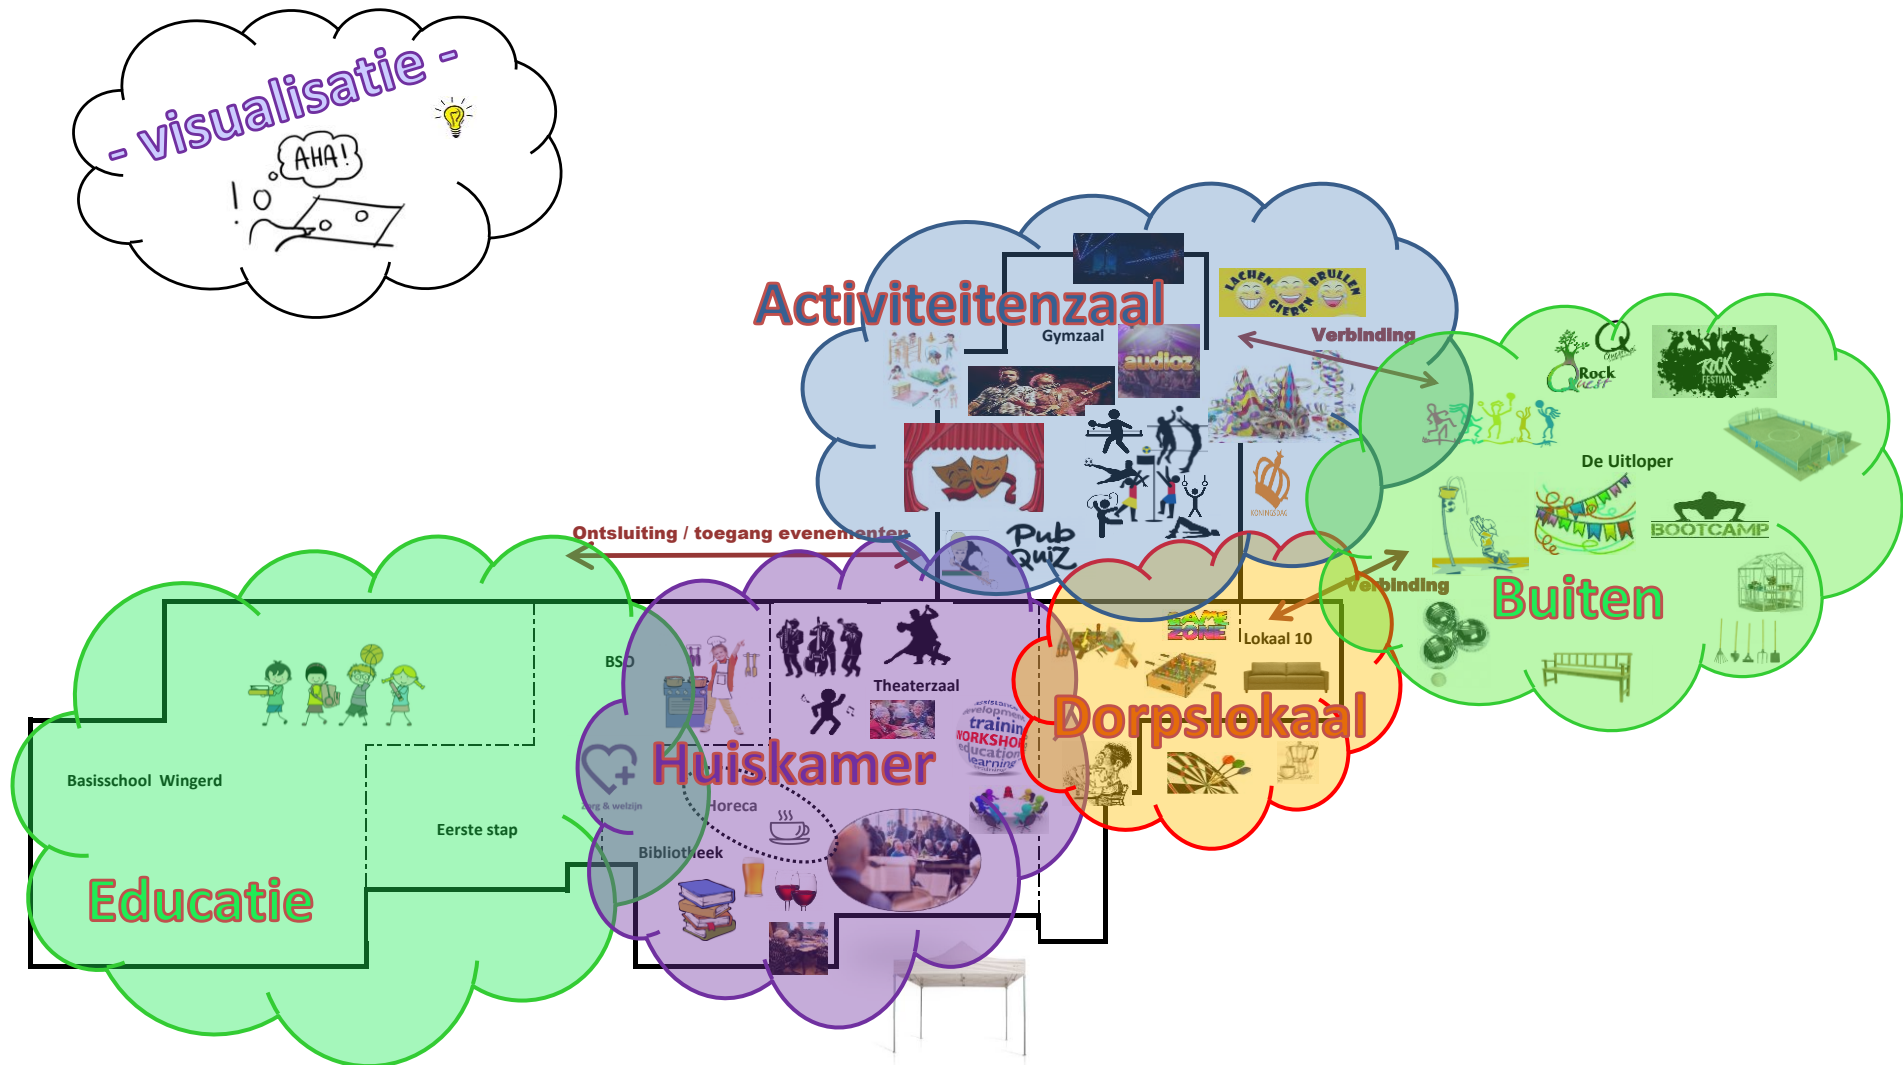 - visualisatie -
AHA!
!
Activiteitenzaal
LACHEN
GIEREN
BRULLEN
Gymzaal
audioz
Verbinding
Rock
Quest
ROCK
FESTIVAL
De Uitloper
KONINGSDAG
BOOTCAMP
Pub
QuiZ
Ontsluiting / toegang evenementen
Verbinding
Buiten
GAME
ZONE
Lokaal 10
BSO
Theaterzaal
development
training
WORKSHOP
education
learning
Dorpslokaal
Huiskamer
Basisschool Wingerd
Zorg & welzijn
Horeca
Eerste stap
Bibliotheek
Educatie